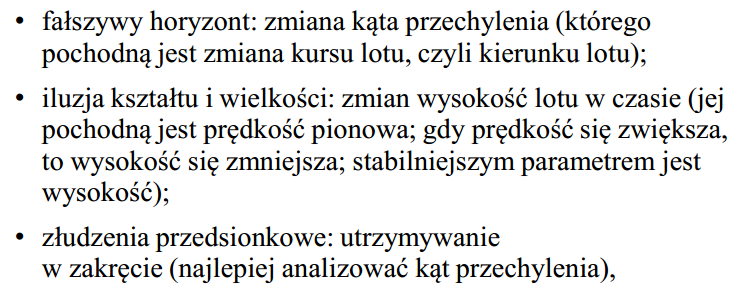 • fałszywy horyzont: zmiana kąta przechylenia (którego
pochodną jest zmiana kursu lotu, czyli kierunku lotu);
• iluzja kształtu i wielkości: zmian wysokość lotu w czasie (jej
pochodną jest prędkość pionowa; gdy prędkość się zwiększa,
to wysokość się zmniejsza; stabilniejszym parametrem jest
wysokość);
• złudzenia przedsionkowe: utrzymywanie
w zakręcie (najlepiej analizować kąt przechylenia),